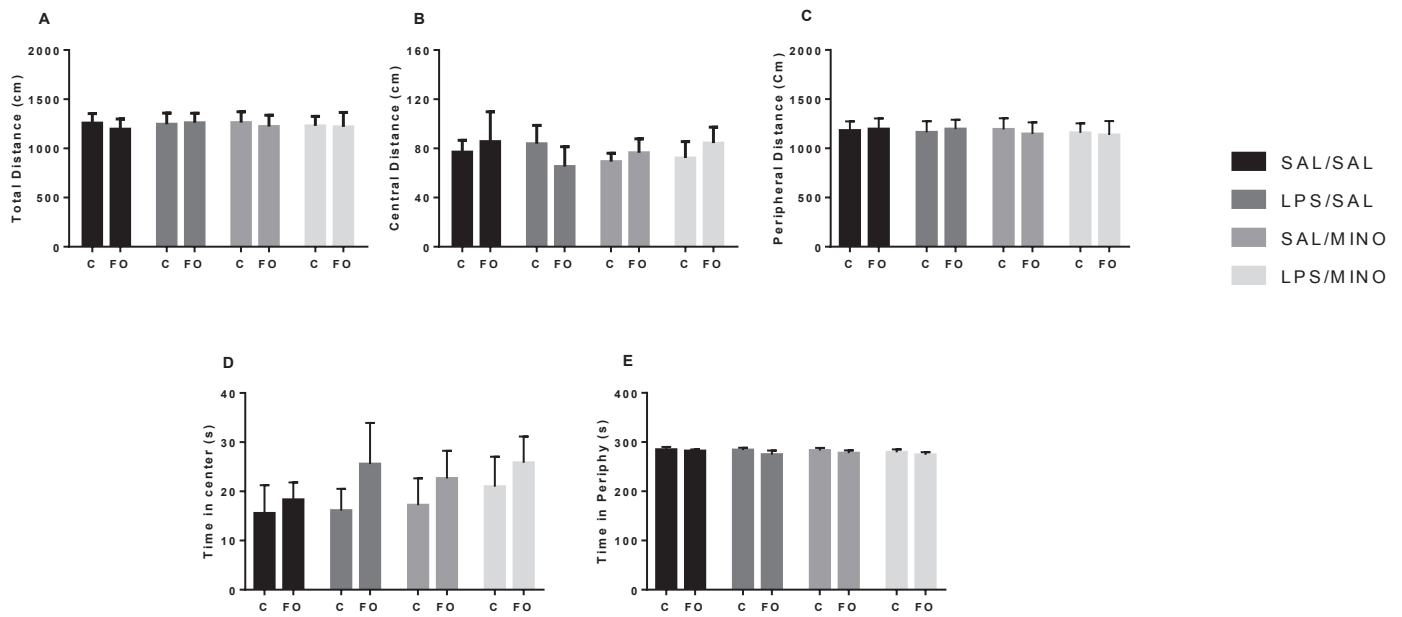 A
Total Distance (cm)
2000
1500
1000
500
0
C FO C FO C FO C FO
B
Central Distance (cm)
160
120
80
40
0
C FO C FO C FO C FO
C
Peripheral Distance (Cm)
2000
1500
1000
500
0
C FO C FO C FO C FO
SAL/SAL
LPS/SAL
SAL/MINO
LPS/MINO
D
Time in center (s)
40
30
20
10
0
C FO C FO C FO C FO
E
Time in Periphy (s)
400
300
200
100
0
C FO C FO C FO C FO